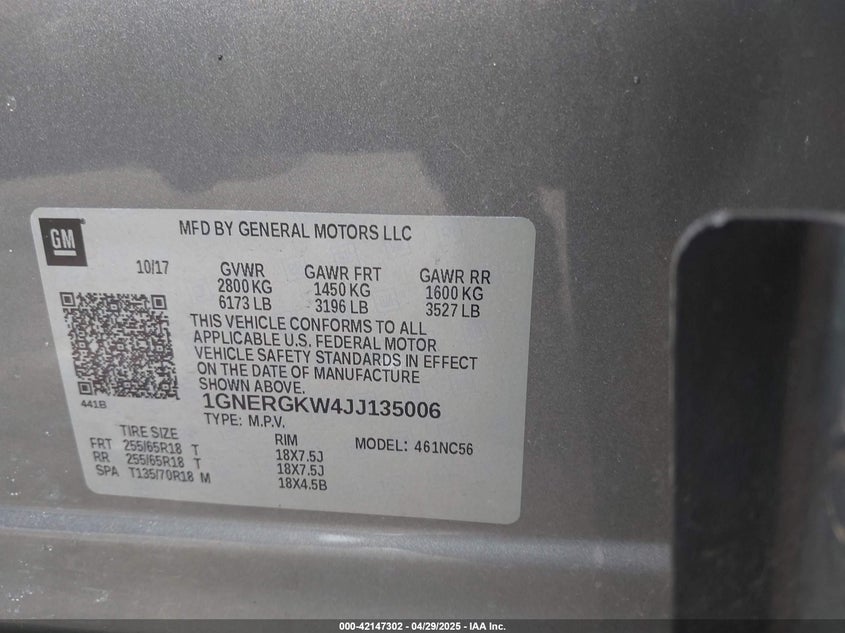 GM
MFD BY GENERAL MOTORS LLC
10/17 GVWR GAWR FRT GAWR RR
2800 KG 1450 KG 1600 KG
6173 LB 3196 LB 3527 LB
THIS VEHICLE CONFORMS TO ALL
APPLICABLE U.S. FEDERAL MOTOR
VEHICLE SAFETY STANDARDS IN EFFECT
ON THE DATE OF MANUFACTURE
SHOWN ABOVE.
441B
1GNERGKW4JJ135006
TYPE: M.P.V.
TIRE SIZE RIM MODEL: 461NC56
FRT 255/65R18 T 18X7.5J
RR 255/65R18 T 18X7.5J
SPA T135/70R18 M 18X4.5B
000-42147302 | 04/29/2025 - IAA Inc.